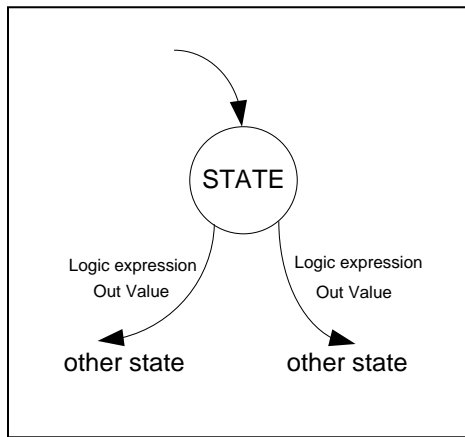 STATE
Logic expression
Out Value
Logic expression
Out Value
other state
other state